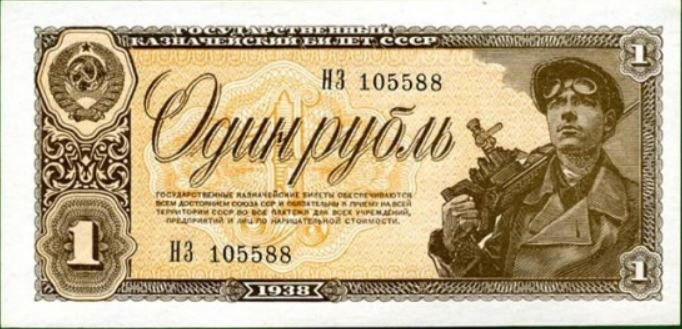 ГОСУДАРСТВЕННЫЙ
КАЗНАЧЕЙСКИЙ БИЛЕТ СССР
1
НЗ 105588
Один рубль
ГОСУДАРСТВЕННЫЕ КАЗНАЧЕЙСКИЕ БИЛЕТЫ ОБЕСПЕЧИВАЮТСЯ
ВСЕМ ДОСТОЯНИЕМ СОЮЗА ССР И ОБЯЗАТЕЛЬНЫ К ПРИЕМУ НА ВСЕЙ
ТЕРРИТОРИИ СССР ВО ВСЕ ПЛАТЕЖИ ДЛЯ ВСЕХ УЧРЕЖДЕНИЙ,
ПРЕДПРИЯТИЙ И ЛИЦ ПО НАРИЦАТЕЛЬНОЙ СТОИМОСТИ.
1
НЗ 105588
1
1938